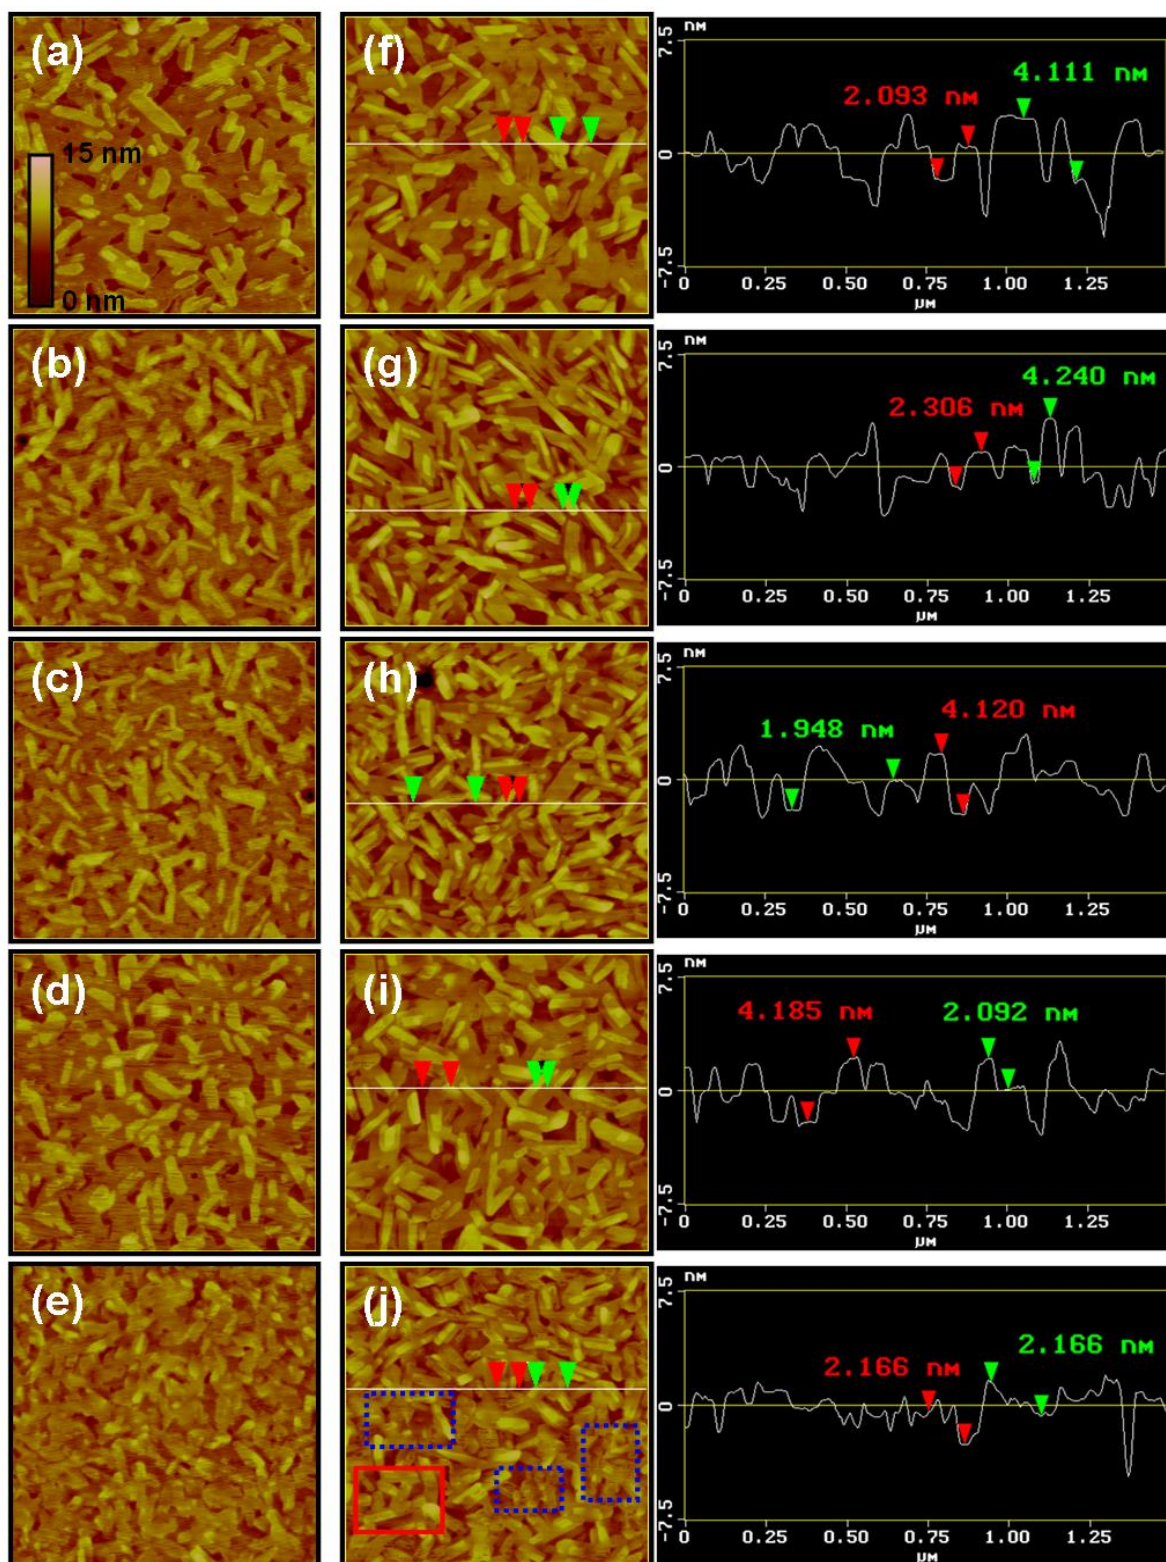 (a)
15 nm
0 nm
(f)
nm
7.5
0
-7.5
2.093 nm
4.111 nm
0 0.25 0.50 0.75 1.00 1.25
μm
(b)
(g)
nm
7.5
0
-7.5
2.306 nm
4.240 nm
0 0.25 0.50 0.75 1.00 1.25
μm
(c)
(h)
nm
7.5
0
-7.5
1.948 nm
4.120 nm
0 0.25 0.50 0.75 1.00 1.25
μm
(d)
(i)
nm
7.5
0
-7.5
4.185 nm
2.092 nm
0 0.25 0.50 0.75 1.00 1.25
μm
(e)
(j)
nm
7.5
0
-7.5
2.166 nm
2.166 nm
0 0.25 0.50 0.75 1.00 1.25
μm